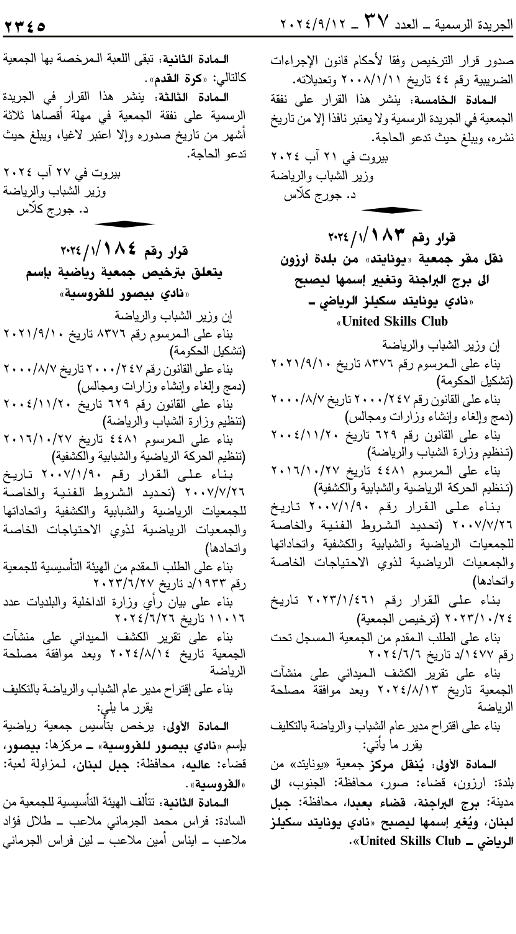 الجريدة الرسمية ــ العدد ٣٧ ــ ٢٠٢٤/٩/١٢
٢٣٤٥
صدور قرار الترخيص وفقا لأحكام قانون الإجراءات
الضريبية رقم ٤٤ تاريخ ٢٠٠٨/١/١١ وتعديلاته.
المادة الخامسة: ينشر هذا القرار على نفقة
الجمعية في الجريدة الرسمية ولا يعتبر نافذا إلا من تاريخ
نشره، ويبلغ حيث تدعو الحاجة.
بيروت في ٢١ آب ٢٠٢٤
وزير الشباب والرياضة
د. جورج كلّاس
قرار رقم ٢٠٢٤/١/١٨٣
نقل مقر جمعية «يونايتد» من بلدة أرزون
الى برج البراجنة وتغيير إسمها ليصبح
«نادي يونايتد سكيلز الرياضي ــ
United Skills Club»
إن وزير الشباب والرياضة
بناء على المرسوم رقم ٨٣٧٦ تاريخ ٢٠٢١/٩/١٠
(تشكيل الحكومة)
بناء على القانون رقم ٢٠٠٠/٢٤٧ تاريخ ٢٠٠٠/٨/٧
(دمج وإلغاء وإنشاء وزارات ومجالس)
بناء على القانون رقم ٦٢٩ تاريخ ٢٠٠٤/١١/٢٠
(تنظيم وزارة الشباب والرياضة)
بناء على المرسوم ٤٤٨١ تاريخ ٢٠١٦/١٠/٢٧
(تنظيم الحركة الرياضية والشبابية والكشفية)
بناء على القرار رقم ٢٠٠٧/١/٩٠ تاريخ
٢٠٠٧/٧/٢٦ (تحديد الشروط الفنية والخاصة
للجمعيات الرياضية والشبابية والكشفية واتحاداتها
والجمعيات الرياضية لذوي الاحتياجات الخاصة
واتحادها)
بناء على القرار رقم ٢٠٢٣/١/٤٦١ تاريخ
٢٠٢٣/١٠/٢٤ (ترخيص الجمعية)
بناء على الطلب المقدم من الجمعية المسجل تحت
رقم ١٤٧٧/د تاريخ ٢٠٢٤/٦/٦
بناء على تقرير الكشف الميداني على منشآت
الجمعية تاريخ ٢٠٢٤/٨/١٣ وبعد موافقة مصلحة
الرياضة
بناء على اقتراح مدير عام الشباب والرياضة بالتكليف
يقرر ما يأتي:
المادة الأولى: يُنقل مركز جمعية «يونايتد» من
بلدة: أرزون، قضاء: صور، محافظة: الجنوب، الى
مدينة: برج البراجنة، قضاء بعبدا، محافظة: جبل
لبنان، ويُغير إسمها ليصبح «نادي يونايتد سكيلز
الرياضي ــ United Skills Club».
المادة الثانية: تبقى اللعبة المرخصة بها الجمعية
كالتالي: «كرة القدم».
المادة الثالثة: ينشر هذا القرار في الجريدة
الرسمية على نفقة الجمعية في مهلة أقصاها ثلاثة
أشهر من تاريخ صدوره وإلا اعتبر لاغيا، ويبلغ حيث
تدعو الحاجة.
بيروت في ٢٧ آب ٢٠٢٤
وزير الشباب والرياضة
د. جورج كلّاس
قرار رقم ٢٠٢٤/١/١٨٤
يتعلق بترخيص جمعية رياضية بإسم
«نادي بيصور للفروسية»
إن وزير الشباب والرياضة
بناء على المرسوم رقم ٨٣٧٦ تاريخ ٢٠٢١/٩/١٠
(تشكيل الحكومة)
بناء على القانون رقم ٢٠٠٠/٢٤٧ تاريخ ٢٠٠٠/٨/٧
(دمج وإلغاء وإنشاء وزارات ومجالس)
بناء على القانون رقم ٦٢٩ تاريخ ٢٠٠٤/١١/٢٠
(تنظيم وزارة الشباب والرياضة)
بناء على المرسوم ٤٤٨١ تاريخ ٢٠١٦/١٠/٢٧
(تنظيم الحركة الرياضية والشبابية والكشفية)
بناء على القرار رقم ٢٠٠٧/١/٩٠ تاريخ
٢٠٠٧/٧/٢٦ (تحديد الشروط الفنية والخاصة
للجمعيات الرياضية والشبابية والكشفية واتحاداتها
والجمعيات الرياضية لذوي الاحتياجات الخاصة
واتحادها)
بناء على الطلب المقدم من الهيئة التأسيسية للجمعية
رقم ١٩٣٣/د تاريخ ٢٠٢٣/٦/٢٧
بناء على بيان رأي وزارة الداخلية والبلديات عدد
١١٠١٦ تاريخ ٢٠٢٤/٦/٢٦
بناء على تقرير الكشف الميداني على منشآت
الجمعية تاريخ ٢٠٢٤/٨/١٤ وبعد موافقة مصلحة
الرياضة
بناء على إقتراح مدير عام الشباب والرياضة بالتكليف
يقرر ما يلي:
المادة الأولى: يرخص بتأسيس جمعية رياضية
بإسم «نادي بيصور للفروسية» ــ مركزها: بيصور،
قضاء: عاليه، محافظة: جبل لبنان، لمزاولة لعبة:
«الفروسية».
المادة الثانية: تتألف الهيئة التأسيسية للجمعية من
السادة: فراس محمد الجرماني ملاعب ــ طلال فؤاد
ملاعب ــ ايناس أمين ملاعب ــ لين فراس الجرماني